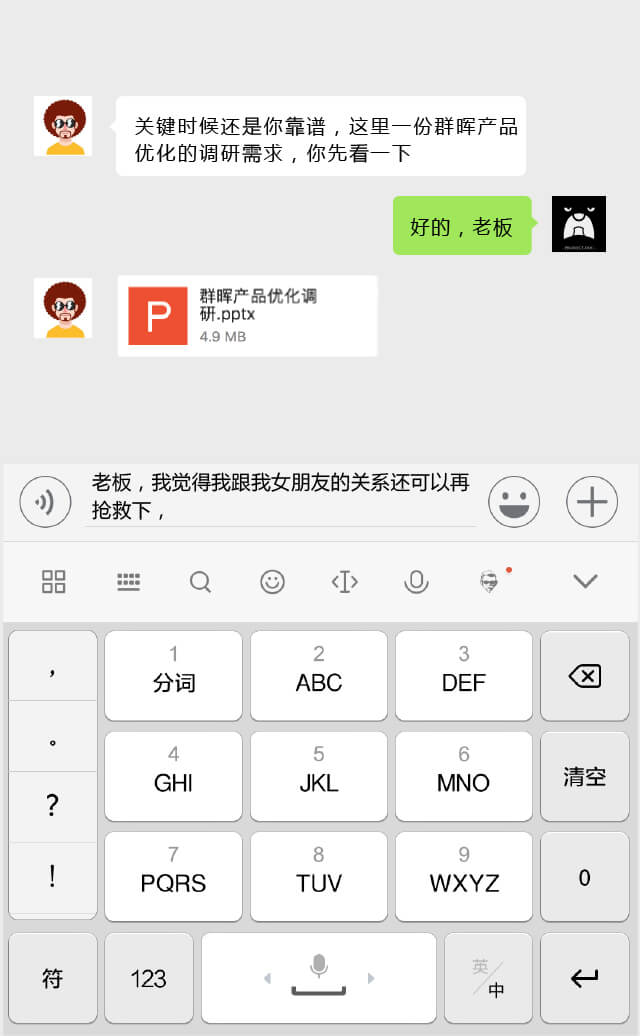 关键时候还是你靠谱，这里一份群晖产品
优化的调研需求，你先看一下
好的，老板
P
群晖产品优化调
研.pptx
4.9 MB
老板，我觉得我跟我女朋友的关系还可以再
抢救下，
，
1
分词
2
ABC
3
DEF
。
4
GHI
5
JKL
6
MNO
清空
？
7
PQRS
8
TUV
9
WXYZ
0
！
符
123
英/中